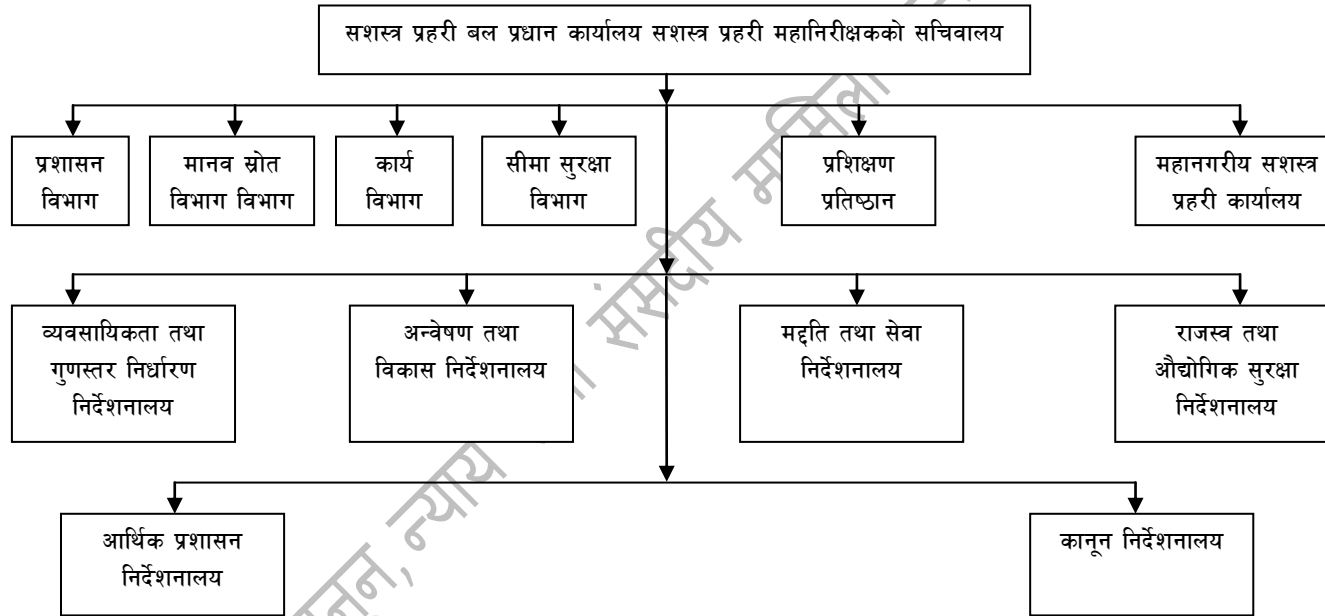 सशस्त्र प्रहरी बल प्रधान कार्यालय सशस्त्र प्रहरी महानिरीक्षकको सचिवालय
प्रशासन
विभाग
मानव स्रोत
विभाग विभाग
कार्य
विभाग
सीमा सुरक्षा
विभाग
प्रशिक्षण
प्रतिष्ठान
महानगरीय सशस्त्र
प्रहरी कार्यालय
व्यवसायिकता तथा
गुणस्तर निर्धारण
निर्देशनालय
अन्वेषण तथा
विकास निर्देशनालय
मद्दति तथा सेवा
निर्देशनालय
राजस्व तथा
औद्योगिक सुरक्षा
निर्देशनालय
आर्थिक प्रशासन
निर्देशनालय
कानून निर्देशनालय
न्याय संसदीय